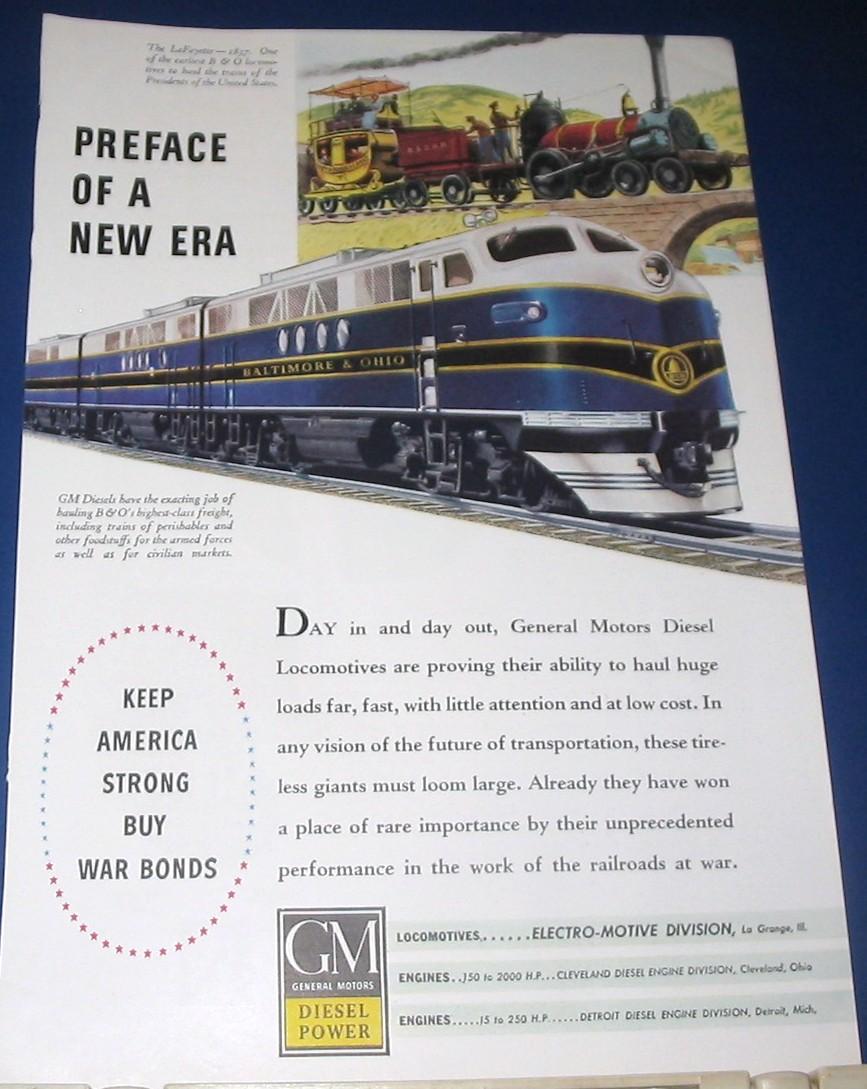 The LaFayette — 1837. One
of the earliest B & O locomo-
tives to haul the trains of the
Presidents of the United States.
PREFACE
OF A
NEW ERA
BALTIMORE & OHIO
GM Diesels have the exacting job of
hauling B & O's highest-class freight,
including trains of perishables and
other foodstuffs for the armed forces
as well as for civilian markets.
DAY in and day out, General Motors Diesel
Locomotives are proving their ability to haul huge
loads far, fast, with little attention and at low cost. In
any vision of the future of transportation, these tire-
less giants must loom large. Already they have won
a place of rare importance by their unprecedented
performance in the work of the railroads at war.
KEEP
AMERICA
STRONG
BUY
WAR BONDS
GM
GENERAL MOTORS
DIESEL
POWER
LOCOMOTIVES......ELECTRO-MOTIVE DIVISION, La Grange, Ill.
ENGINES..150 to 2000 H.P...CLEVELAND DIESEL ENGINE DIVISION, Cleveland, Ohio
ENGINES.....15 to 250 H.P......DETROIT DIESEL ENGINE DIVISION, Detroit, Mich.